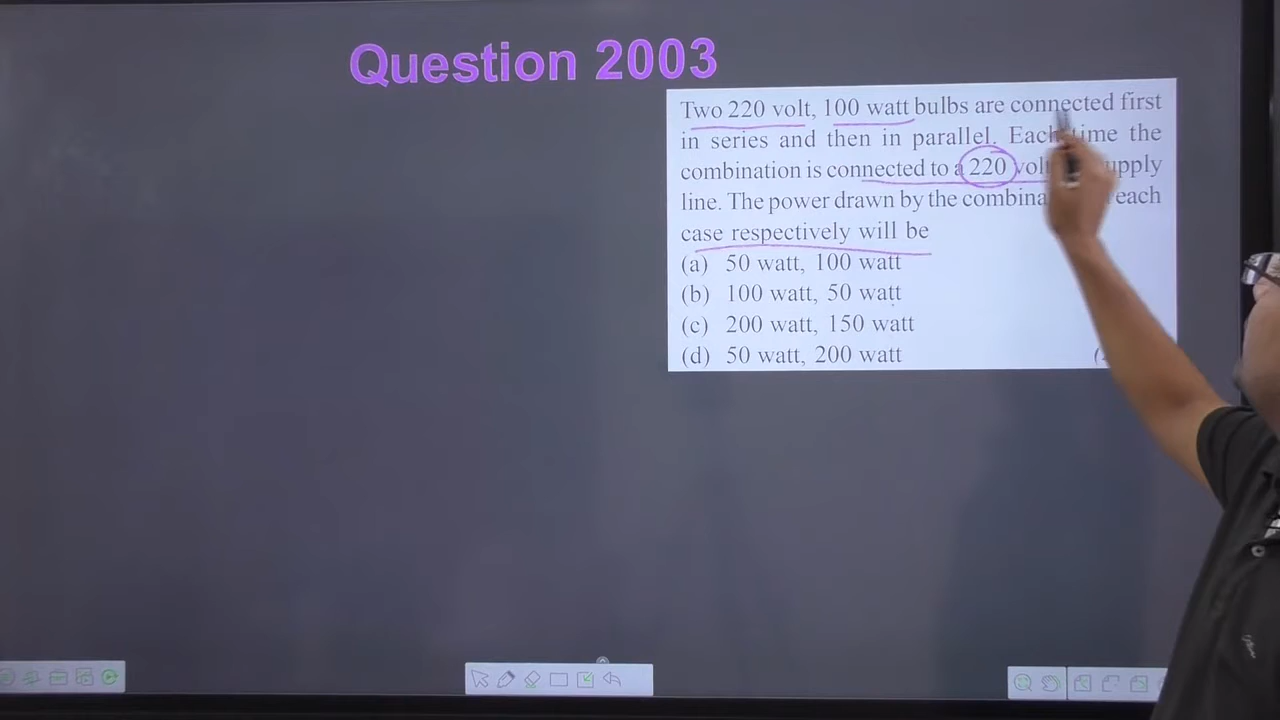 Question 2003
Two 220 volt, 100 watt bulbs are connected first
in series and then in parallel. Each time the
combination is connected to a 220
line. The power drawn by the each
case respectively will be
(a) 50 watt, 100 watt
(b) 100 watt, 50 watt
(c) 200 watt, 150 watt
(d) 50 watt, 200 watt